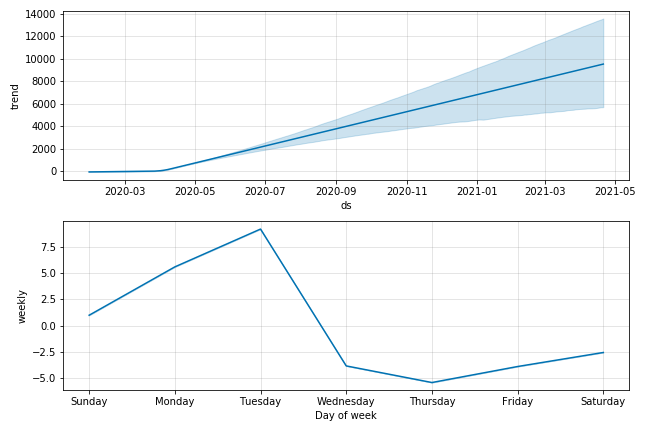 14000
12000
10000
8000
6000
4000
2000
0
trend
2020-03 2020-05 2020-07 2020-09 2020-11 2021-01 2021-03 2021-05
ds
7.5
5.0
2.5
0.0
−2.5
−5.0
weekly
Sunday Monday Tuesday Wednesday Thursday Friday Saturday
Day of week